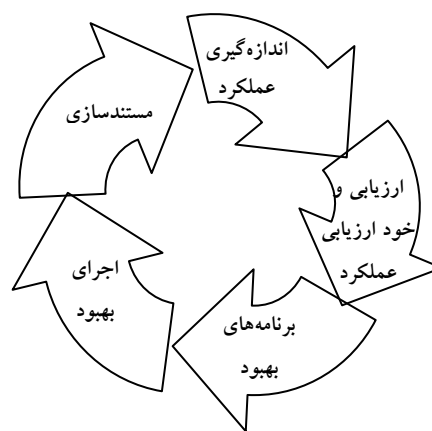 اندازه‌گیری
عملکرد
ارزیابی و
خود ارزیابی
عملکرد
برنامه‌های
بهبود
اجرای
بهبود
مستندسازی